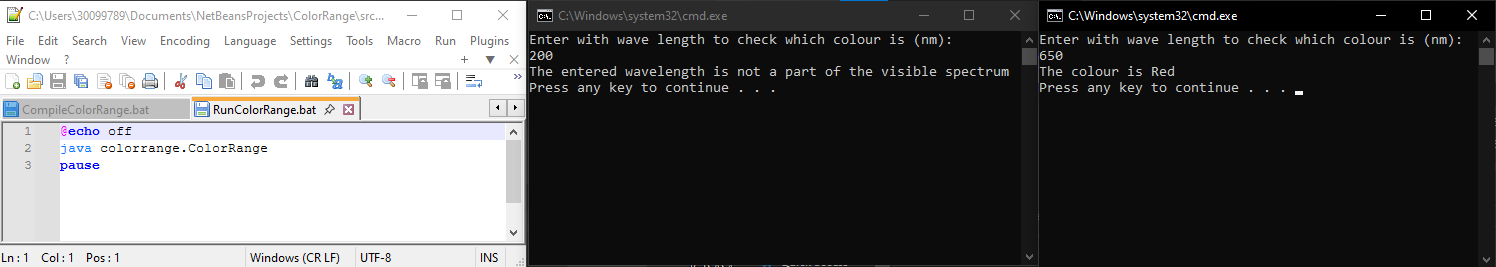 C:\Users\30099789\Documents\NetBeansProjects\ColorRange\src...
File Edit Search View Encoding Language Settings Tools Macro Run Plugins
Window ? + ▼ X
CompileColorRange.bat RunColorRange.bat
1 @echo off
2 java colorrange.ColorRange
3 pause
Ln : 1 Col : 1 Pos : 1 Windows (CR LF) UTF-8 INS
C:\Windows\system32\cmd.exe
Enter with wave length to check which colour is (nm):
200
The entered wavelength is not a part of the visible spectrum
Press any key to continue . . .
C:\Windows\system32\cmd.exe
Enter with wave length to check which colour is (nm):
650
The colour is Red
Press any key to continue . . .